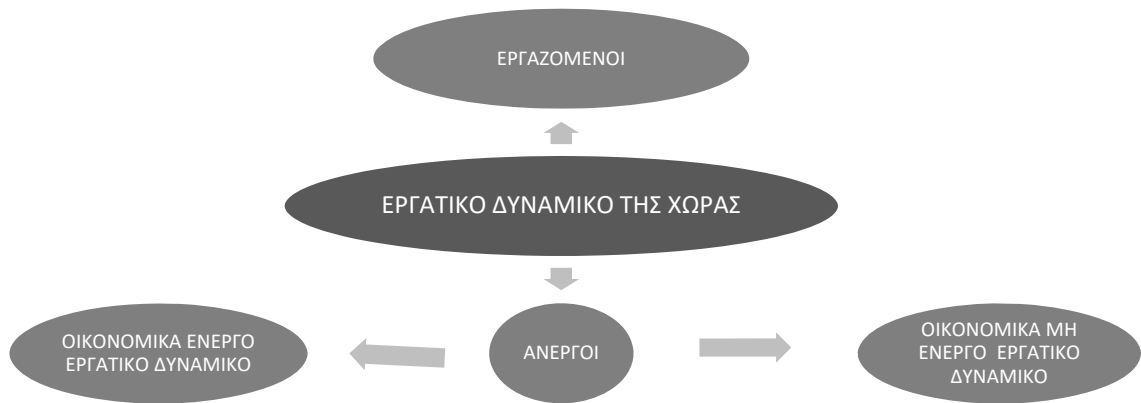 ΕΡΓΑΖΟΜΕΝΟΙ
ΕΡΓΑΤΙΚΟ ΔΥΝΑΜΙΚΟ ΤΗΣ ΧΩΡΑΣ
ΟΙΚΟΝΟΜΙΚΑ ΕΝΕΡΓΟ
ΕΡΓΑΤΙΚΟ ΔΥΝΑΜΙΚΟ
ΑΝΕΡΓΟΙ
ΟΙΚΟΝΟΜΙΚΑ ΜΗ
ΕΝΕΡΓΟ ΕΡΓΑΤΙΚΟ
ΔΥΝΑΜΙΚΟ